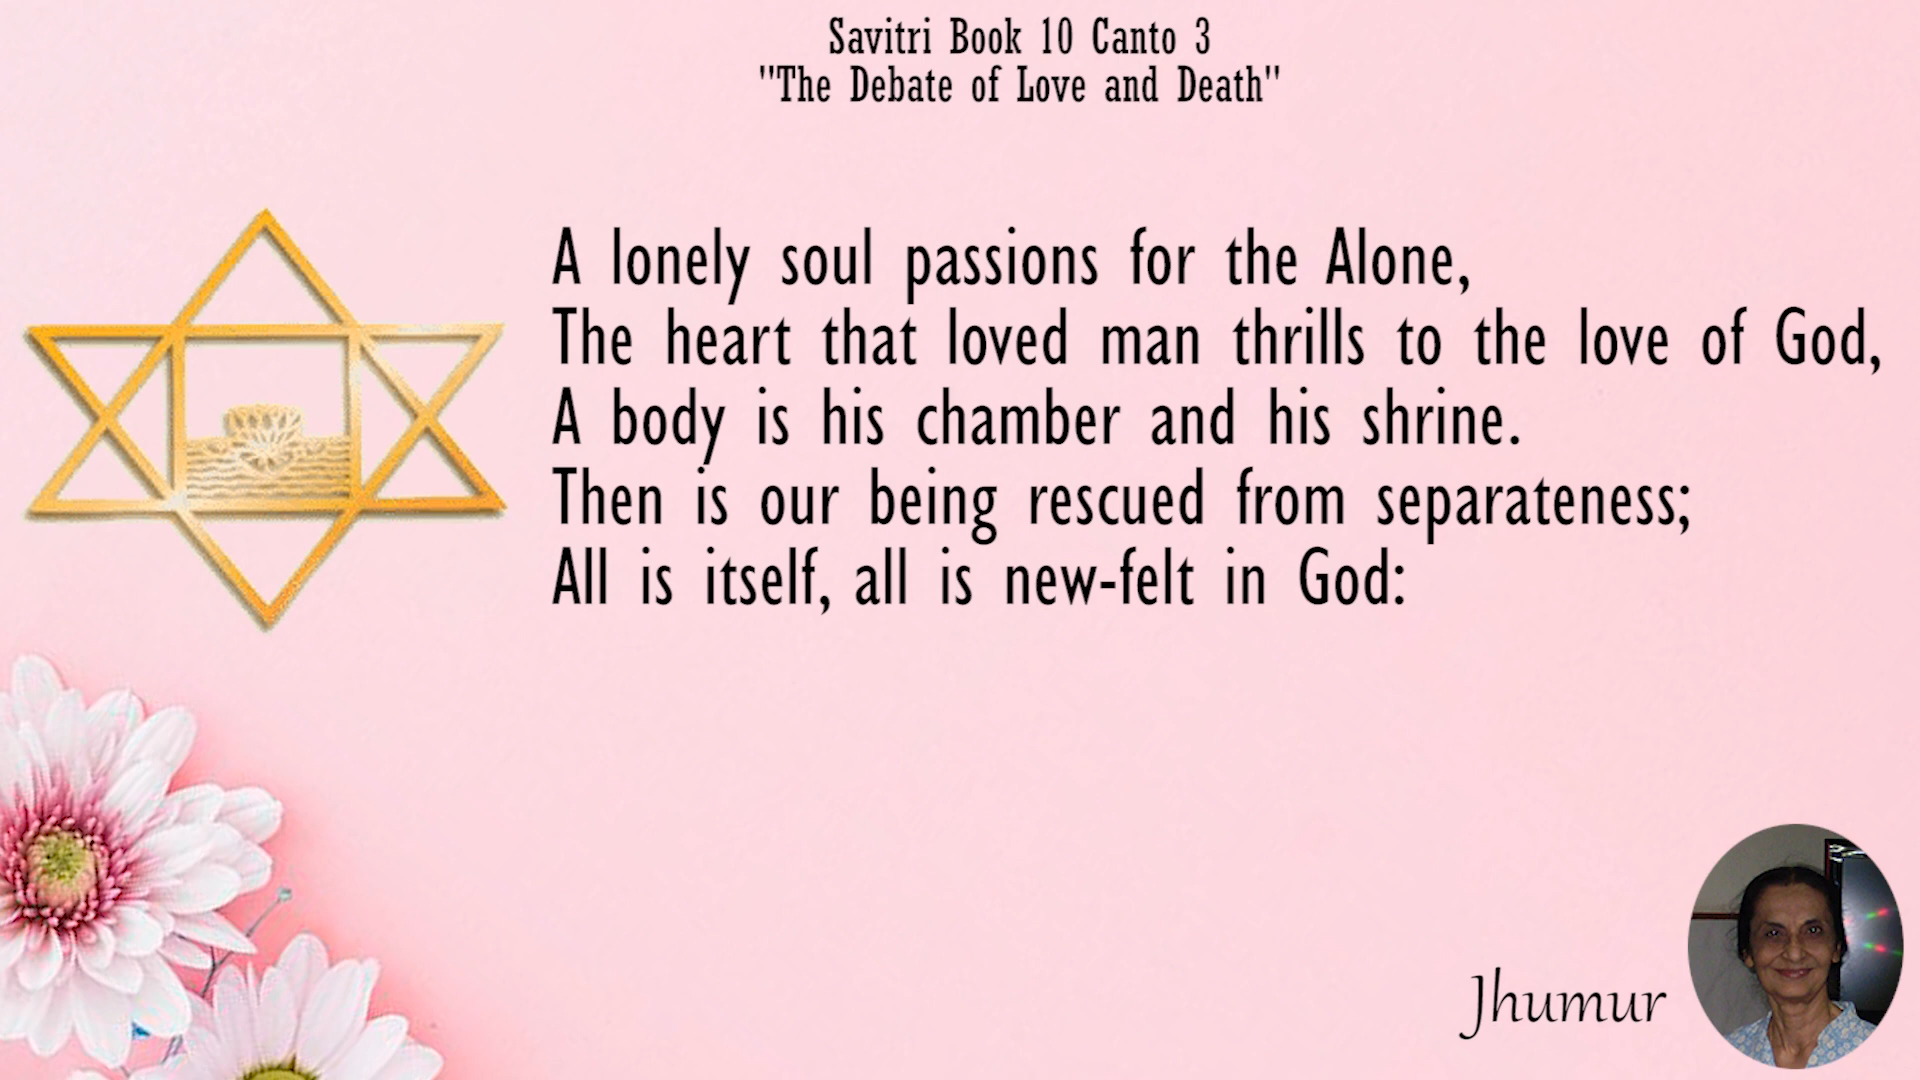 Savitri Book 10 Canto 3
"The Debate of Love and Death"
A lonely soul passions for the Alone,
The heart that loved man thrills to the love of God,
A body is his chamber and his shrine.
Then is our being rescued from separateness;
All is itself, all is new-felt in God:
Jhumur